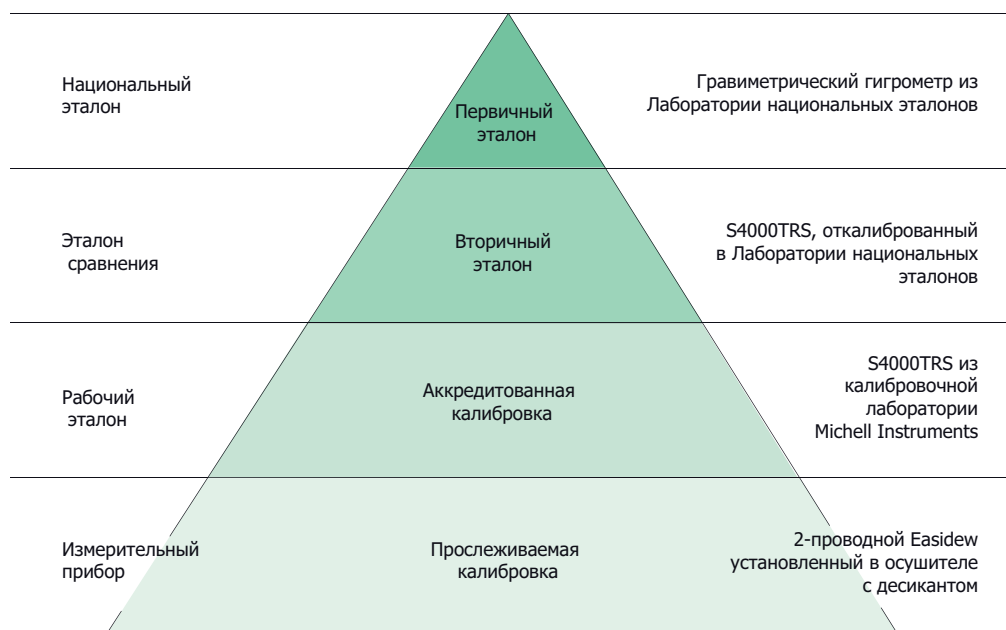 Национальный
эталон
Первичный
эталон
Гравиметрический гигрометр из
Лаборатории национальных эталонов
Эталон
сравнения
Вторичный
эталон
S4000TRS, откалиброванный
в Лаборатории национальных
эталонов
Рабочий
эталон
Аккредитованная
калибровка
S4000TRS из
калибровочной
лаборатории
Michell Instruments
Измерительный
прибор
Прослеживаемая
калибровка
2-проводной Easidew
установленный в осушителе
с десикантом